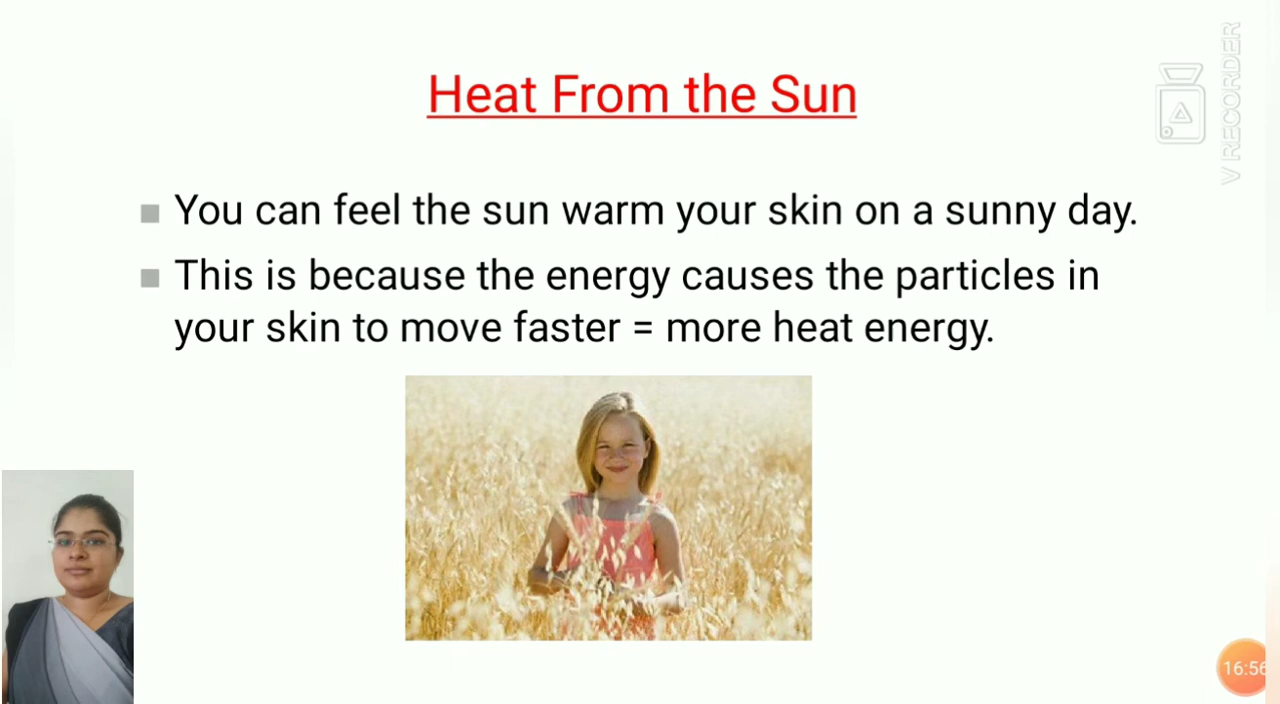 Heat From the Sun
You can feel the sun warm your skin on a sunny day.
This is because the energy causes the particles in
your skin to move faster = more heat energy.
V RECORDER
16:56